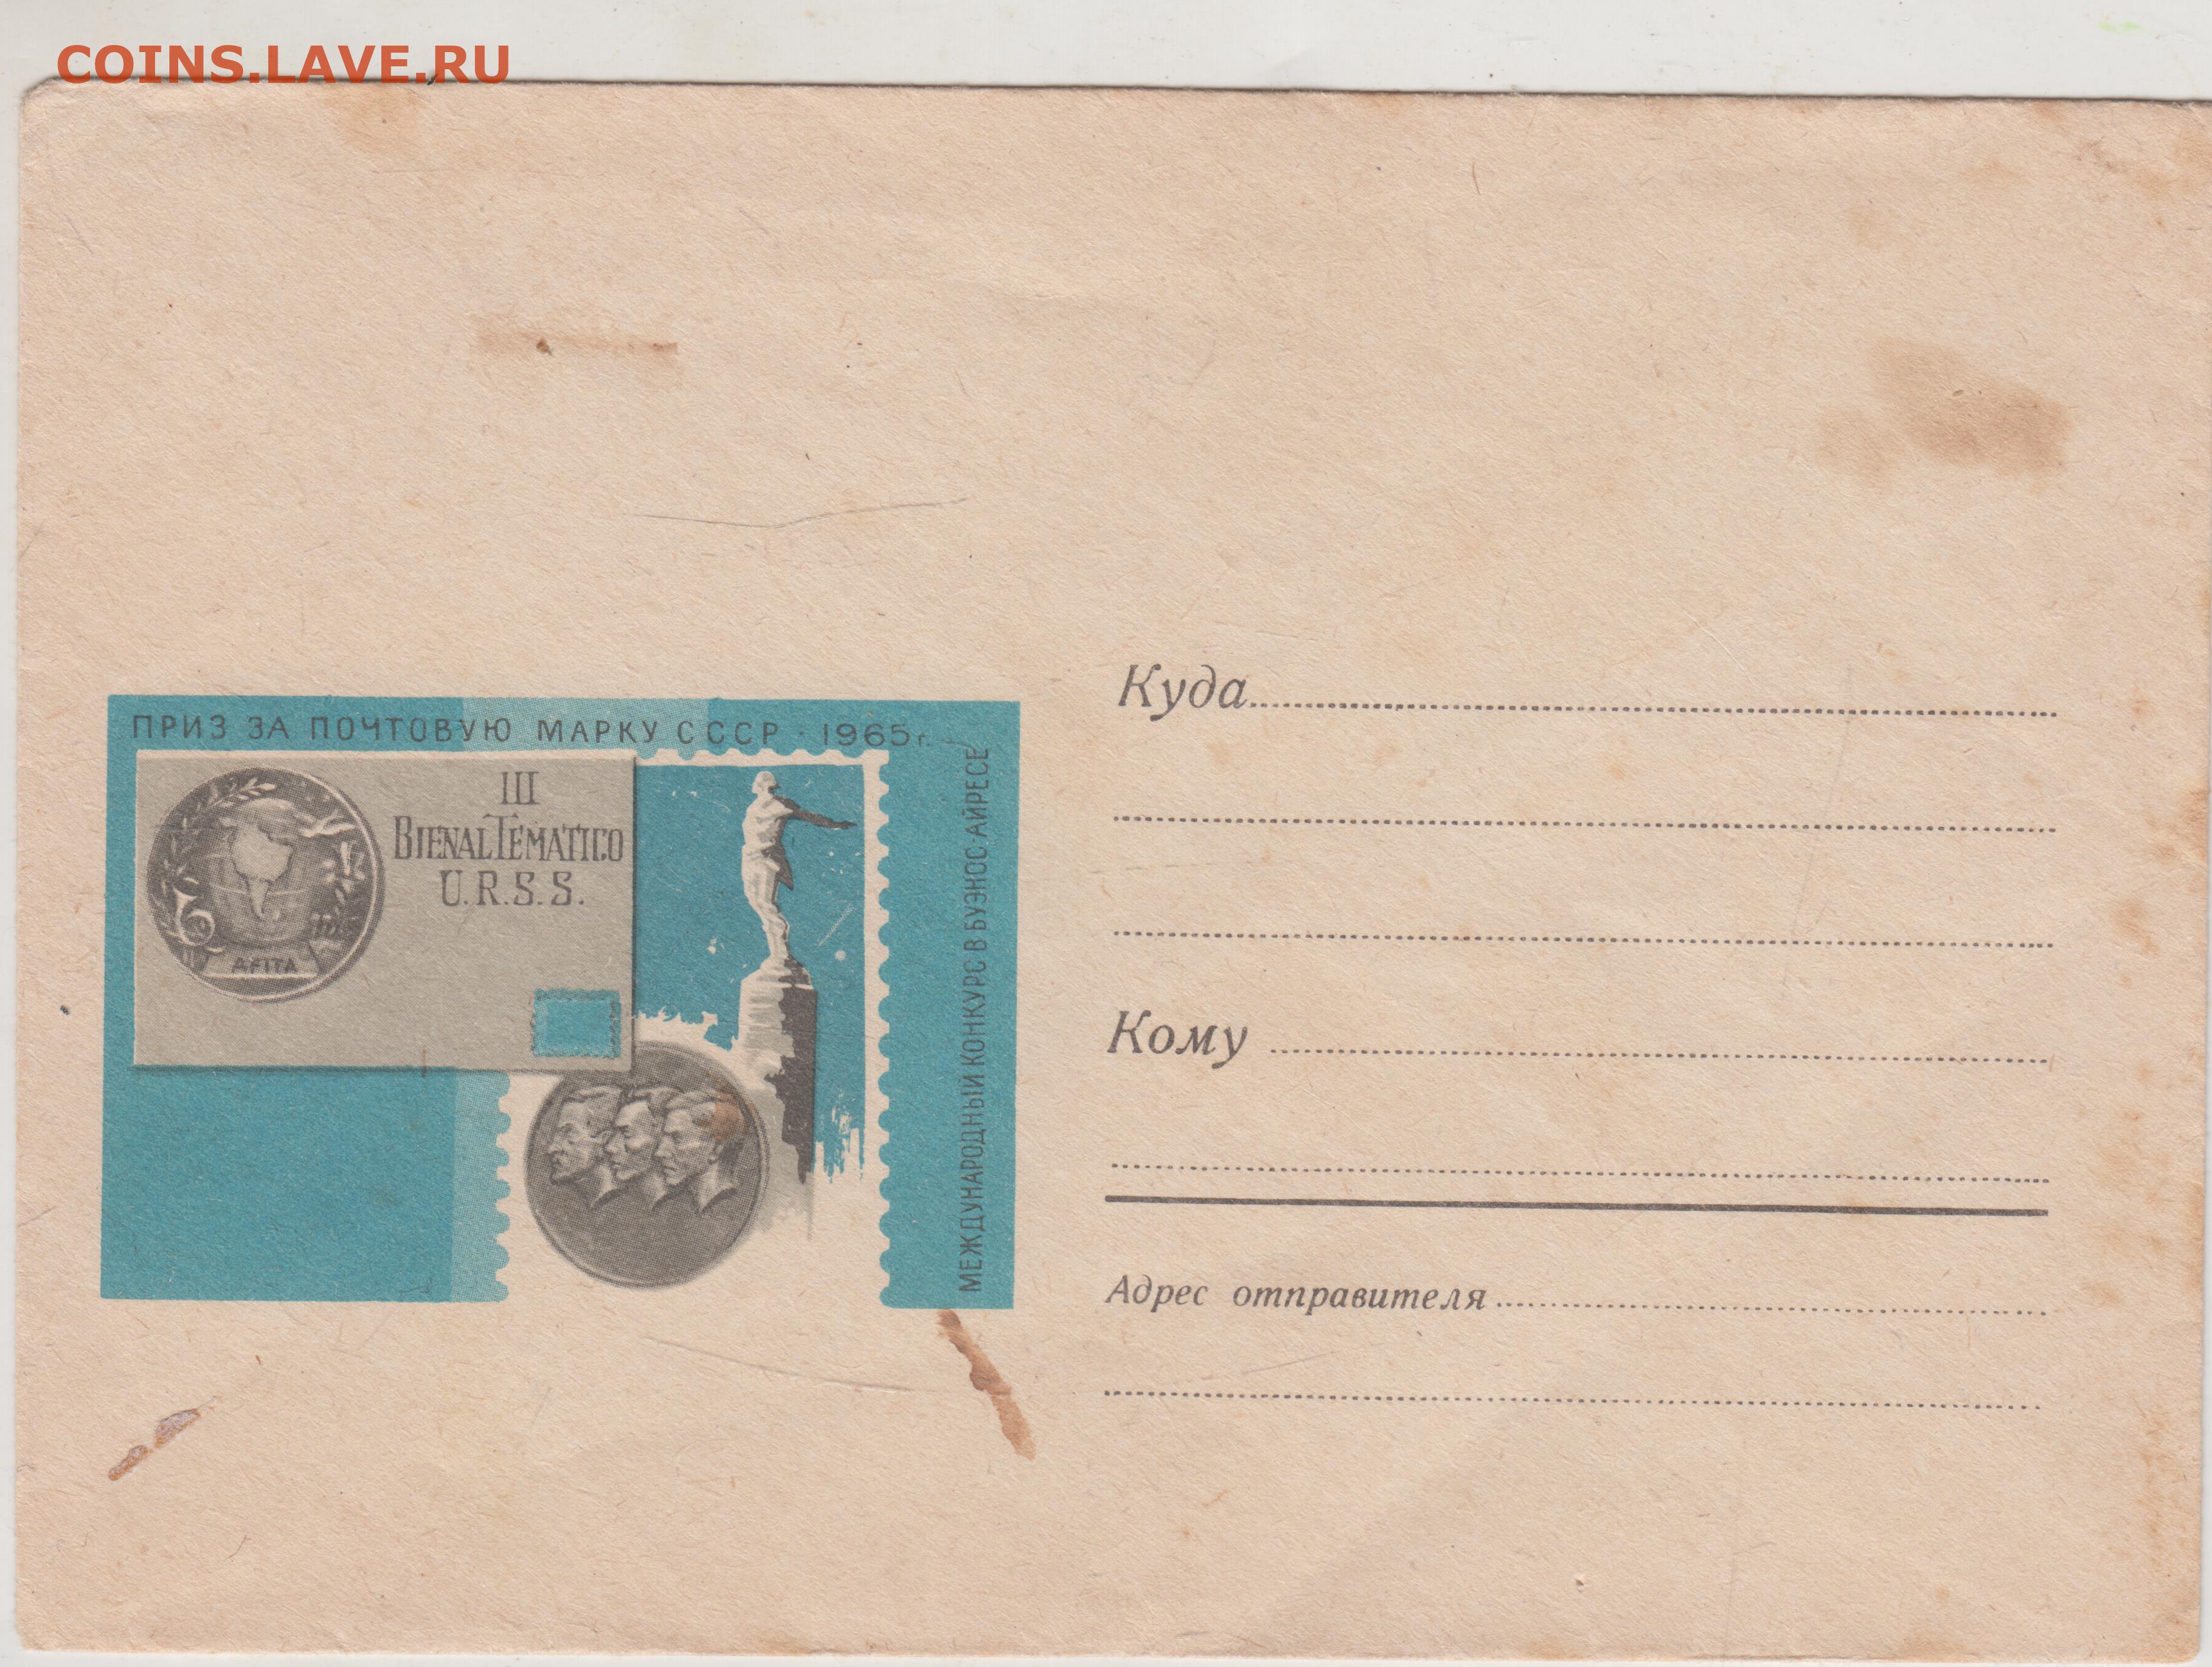 COINS.LAVE.RU
ПРИЗ ЗА ПОЧТОВУЮ МАРКУ СССР · 1965 г.
МЕЖДУНАРОДНЫЙ КОНКУРС В БУЭНОС-АЙРЕСЕ
III
BIENAL TEMATICO
U.R.S.S.
AFITA
Куда
Кому
Адрес отправителя